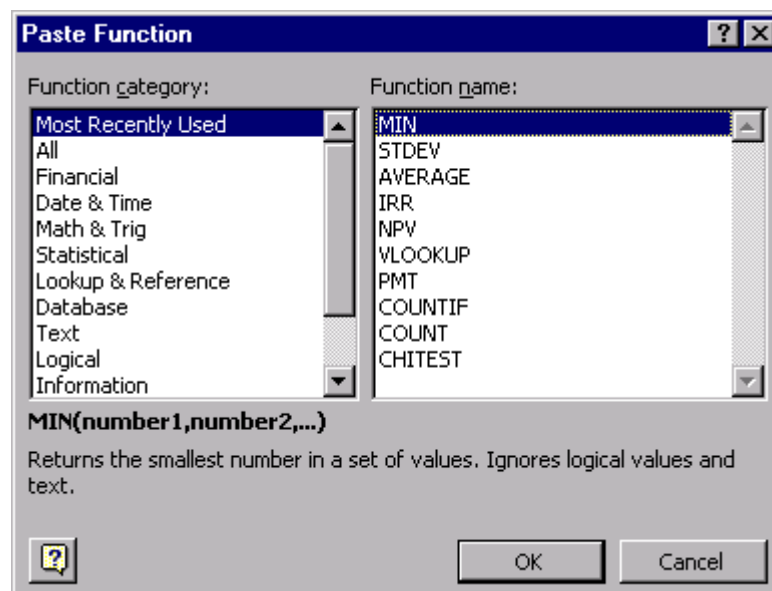 Paste Function
Function category:
Most Recently Used
All
Financial
Date & Time
Math & Trig
Statistical
Lookup & Reference
Database
Text
Logical
Information
Function name:
MIN
STDEV
AVERAGE
IRR
NPV
VLOOKUP
PMT
COUNTIF
COUNT
CHITEST
MIN(number1,number2,...)
Returns the smallest number in a set of values. Ignores logical values and
text.
OK
Cancel